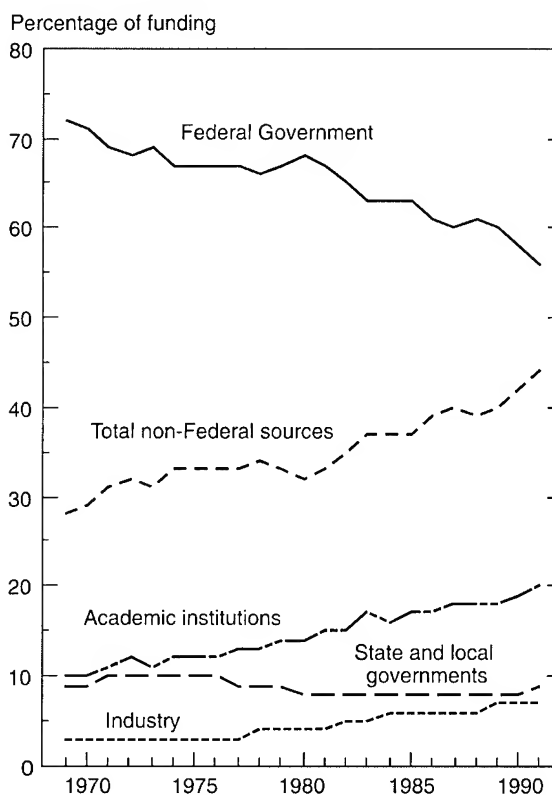 Percentage of funding
80
Federal Government
70
60
50
40
Total non-Federal sources
30
20
Academic institutions
State and local
governments
10
Industry
0
1970 1975 1980 1985 1990